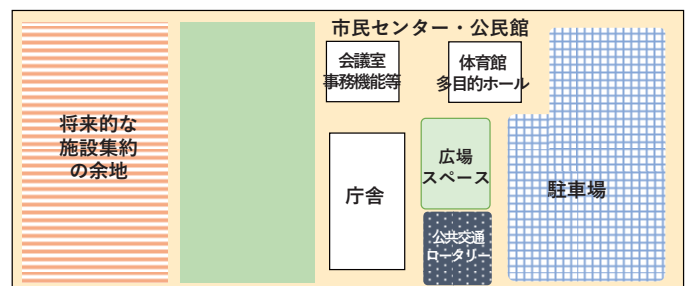 市民センター・公民館
会議室
事務機能等
体育館
多目的ホール
将来的な
施設集約
の余地
庁舎
広場
スペース
公共交通
ロータリー
駐車場